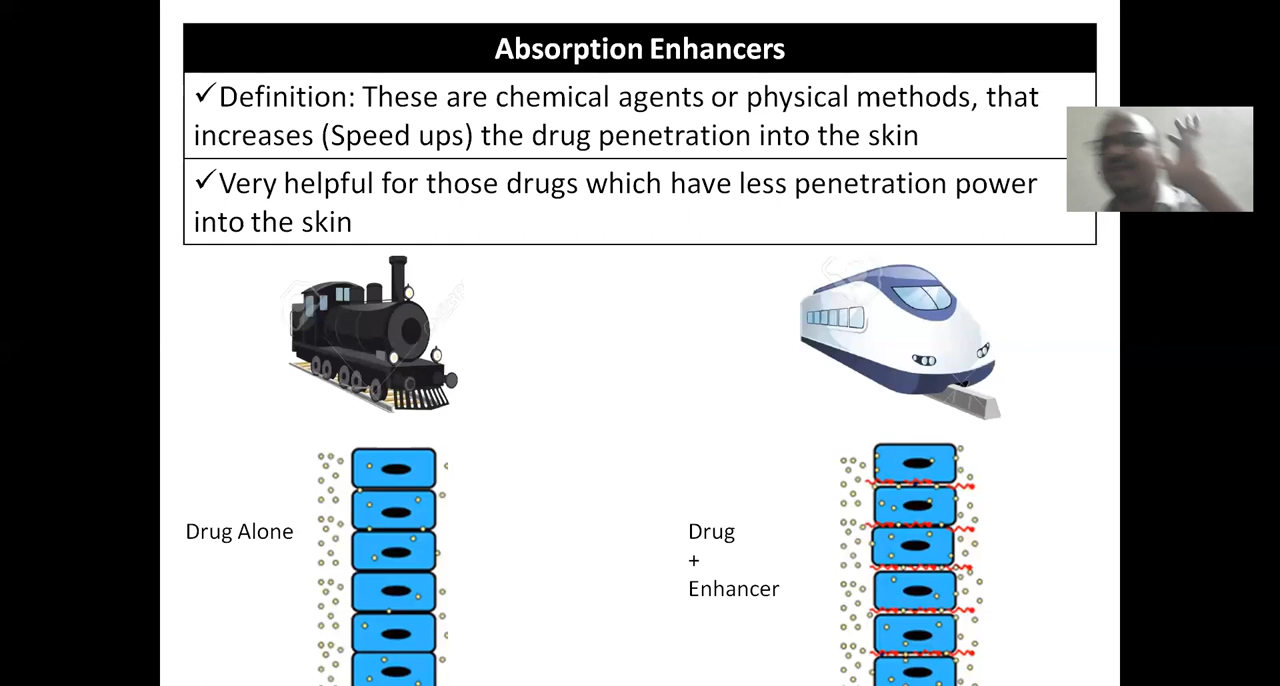 Absorption Enhancers
✓Definition: These are chemical agents or physical methods, that
increases (Speed ups) the drug penetration into the skin
✓Very helpful for those drugs which have less penetration power
into the skin
Drug Alone
Drug
+
Enhancer